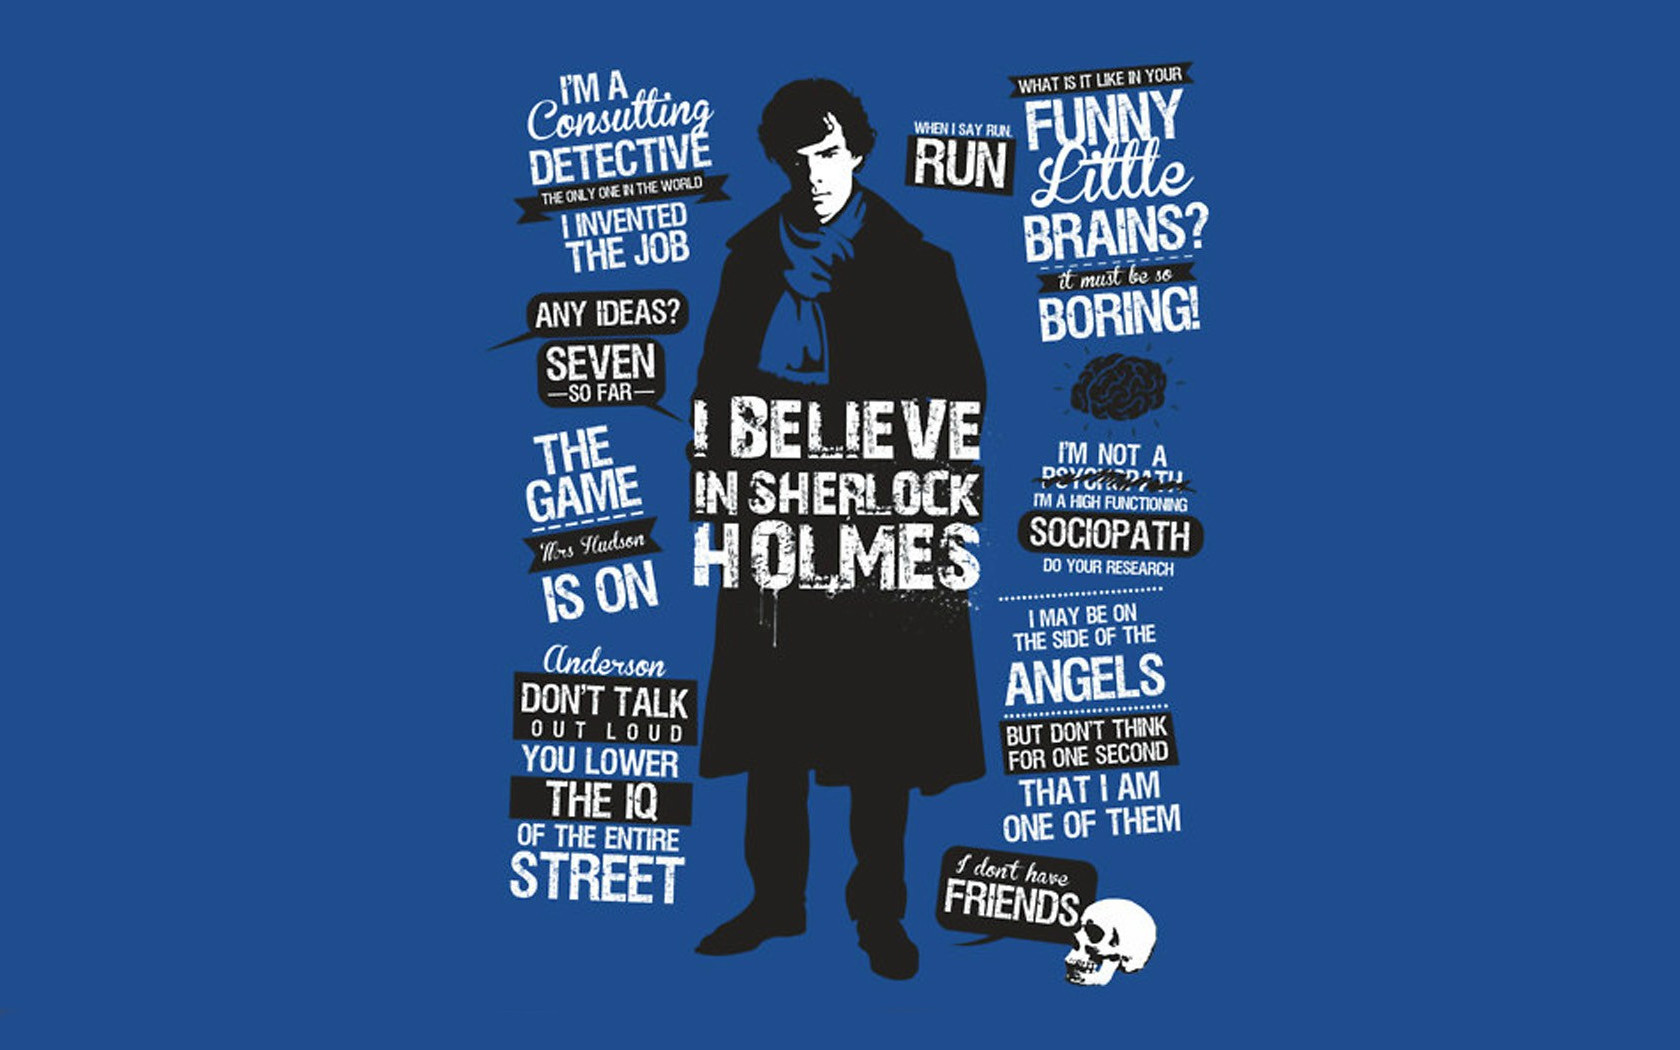 I'M A
Consulting
DETECTIVE
THE ONLY ONE IN THE WORLD
I INVENTED
THE JOB
ANY IDEAS?
SEVEN
—SO FAR—
THE
GAME
Mrs Hudson
IS ON
Anderson
DON'T TALK
OUT LOUD
YOU LOWER
THE IQ
OF THE ENTIRE
STREET
I BELIEVE
IN SHERLOCK
HOLMES
WHEN I SAY RUN.
RUN
WHAT IS IT LIKE IN YOUR
FUNNY
Little
BRAINS?
it must be so
BORING!
I'M NOT A
PSYCHOPATH
I'M A HIGH FUNCTIONING
SOCIOPATH
DO YOUR RESEARCH
I MAY BE ON
THE SIDE OF THE
ANGELS
BUT DON'T THINK
FOR ONE SECOND
THAT I AM
ONE OF THEM
I don't have
FRIENDS